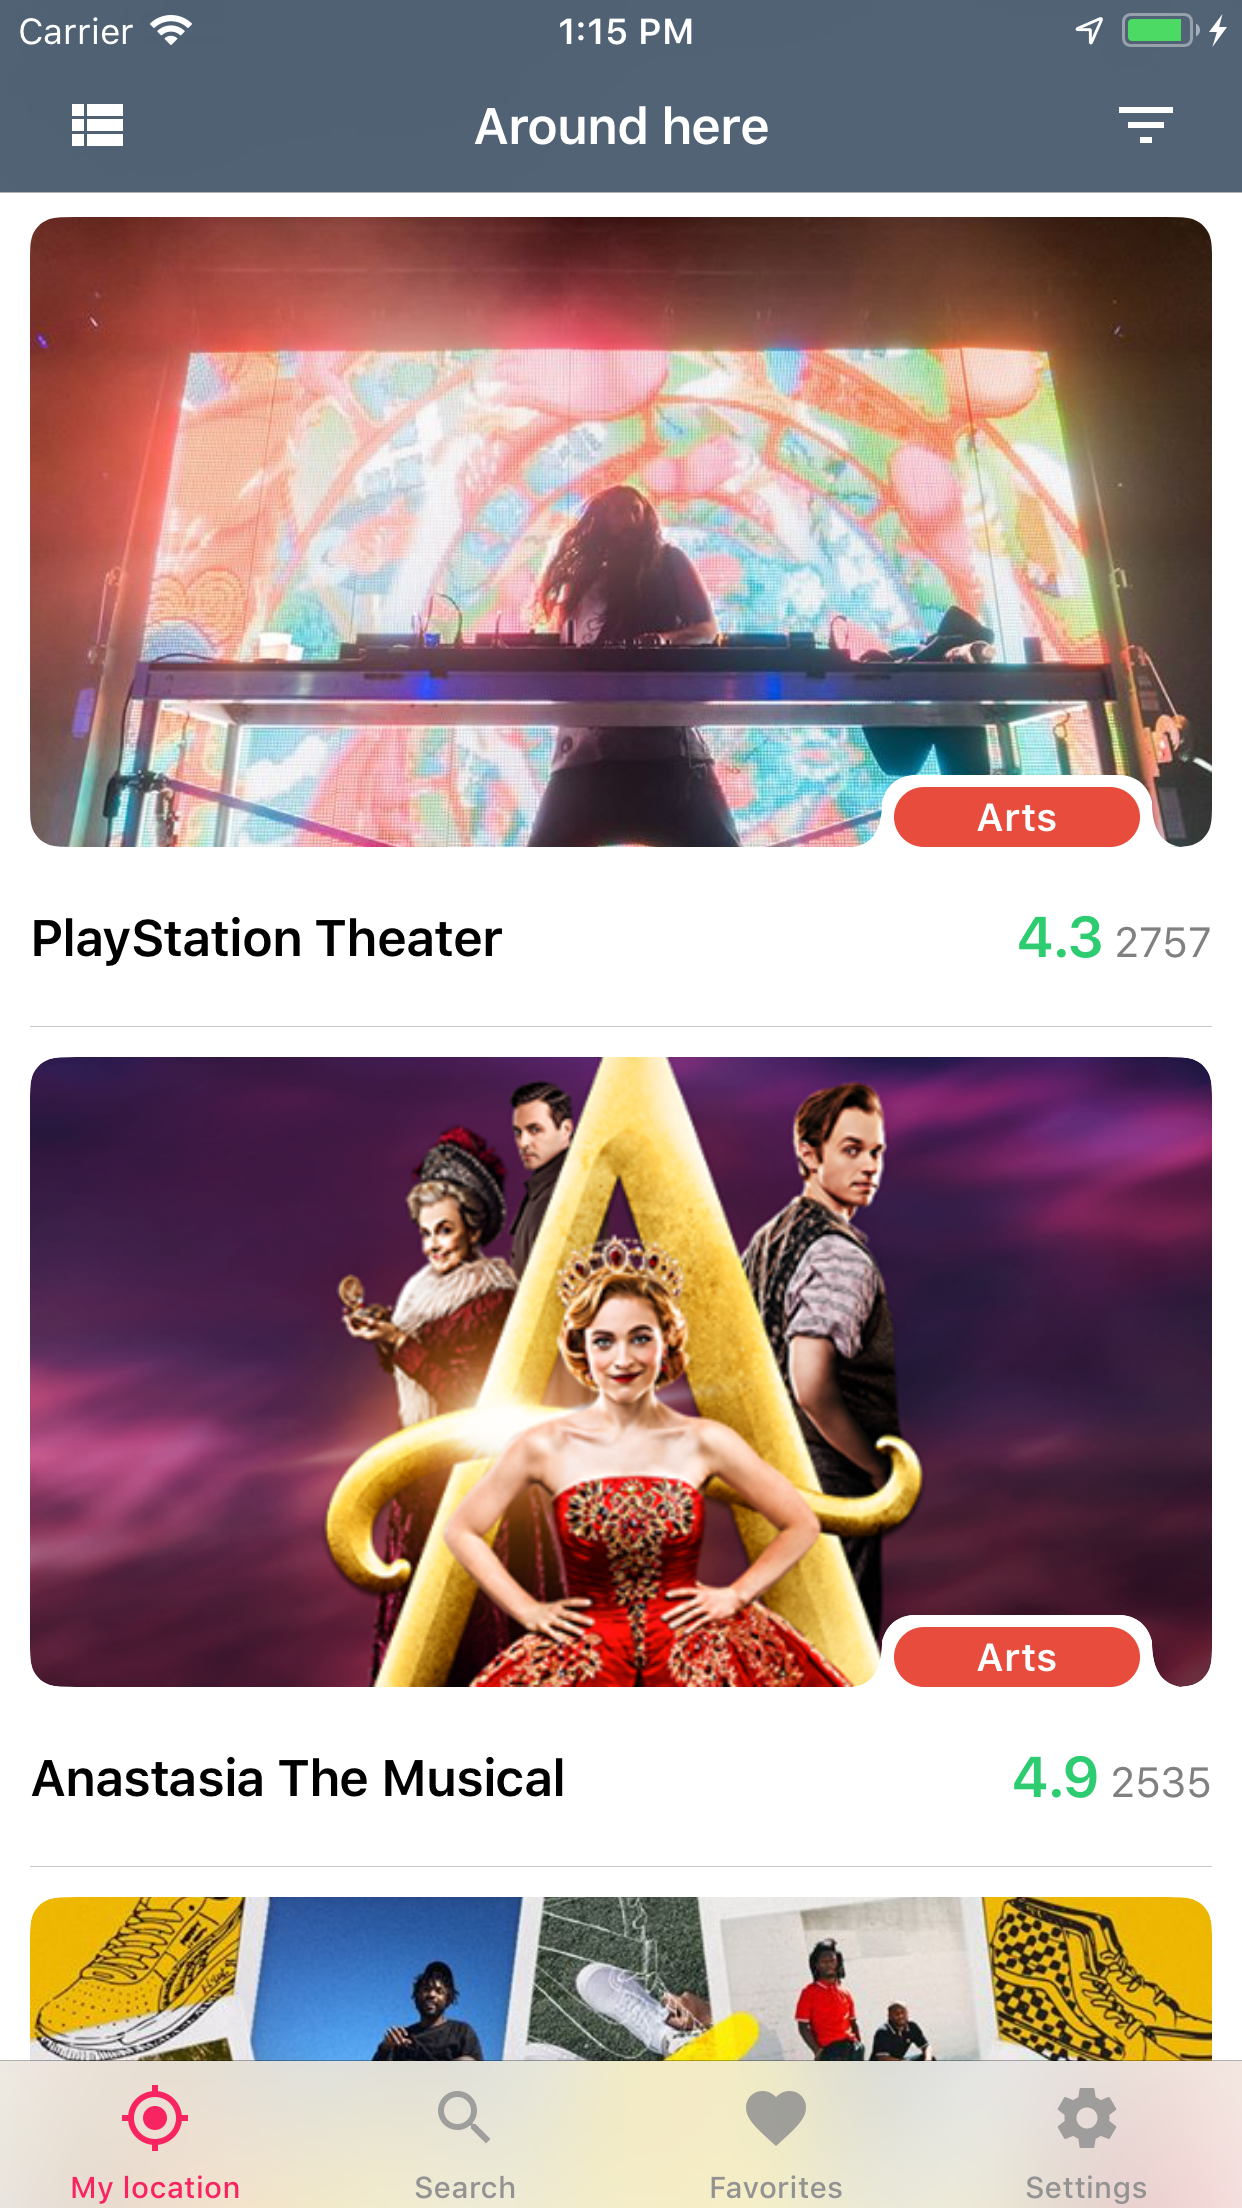 Carrier 1:15 PM
Around here
Arts
PlayStation Theater 4.3 2757
Arts
Anastasia The Musical 4.9 2535
My location Search Favorites Settings